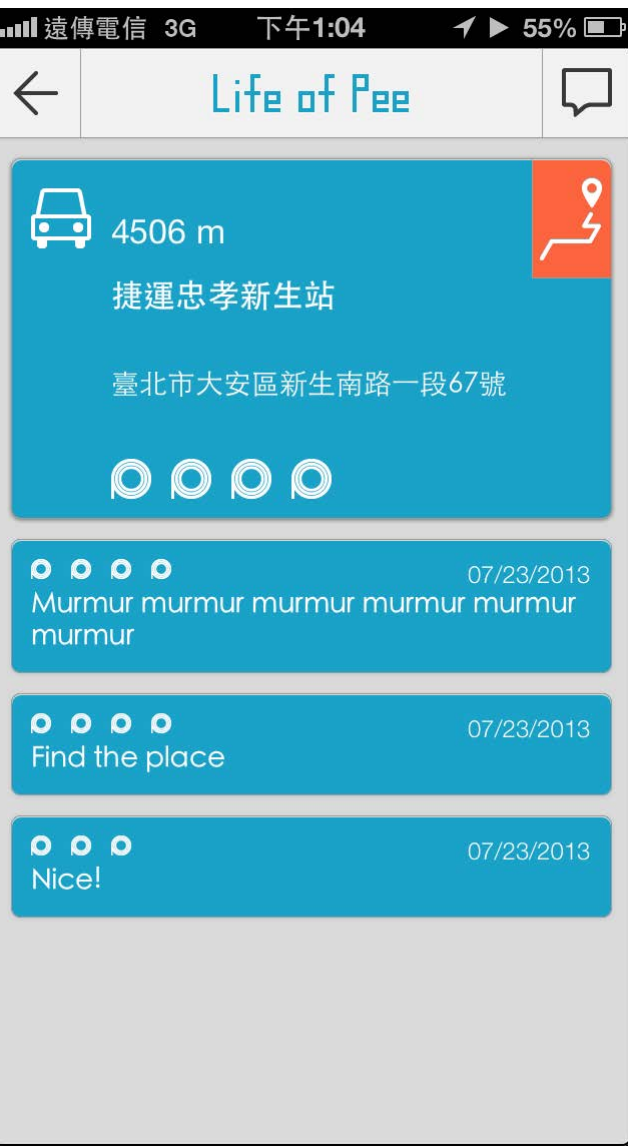 遠傳電信 3G 下午1:04 55%
Life of Pee
4506 m
捷運忠孝新生站
臺北市大安區新生南路一段67號
07/23/2013
Murmur murmur murmur murmur murmur
murmur
07/23/2013
Find the place
07/23/2013
Nice!